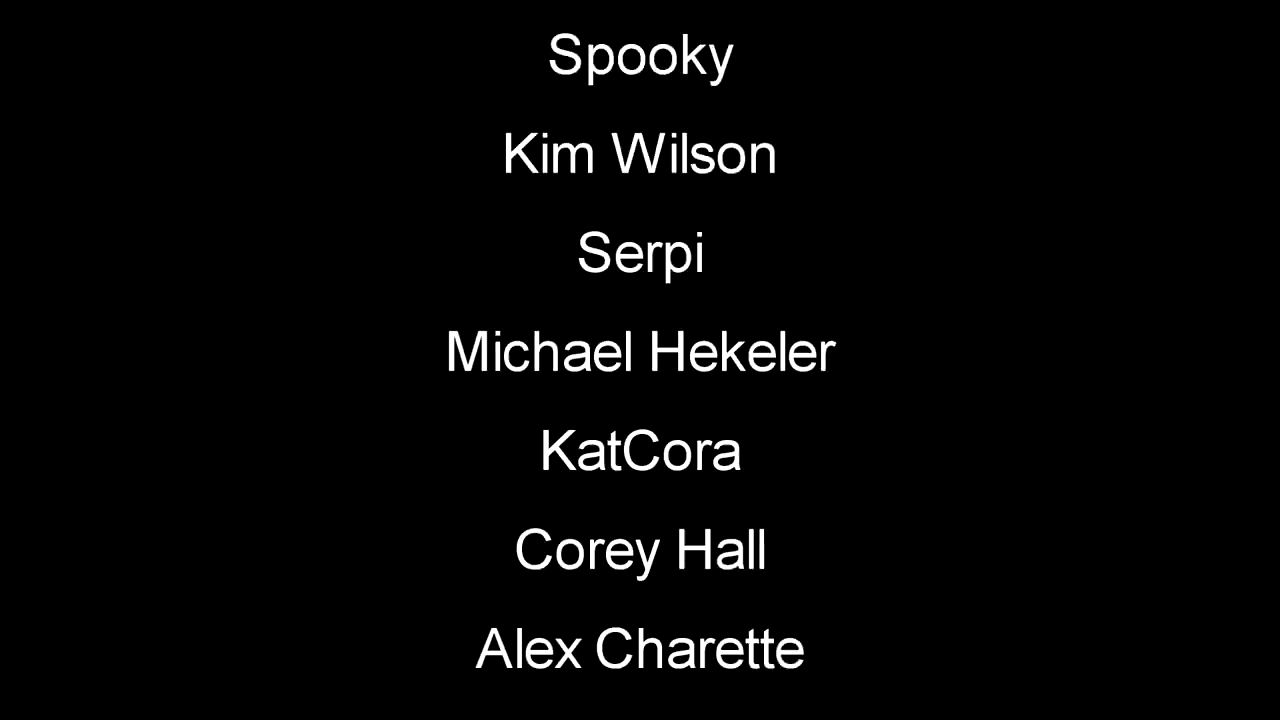 Spooky
Kim Wilson
Serpi
Michael Hekeler
KatCora
Corey Hall
Alex Charette